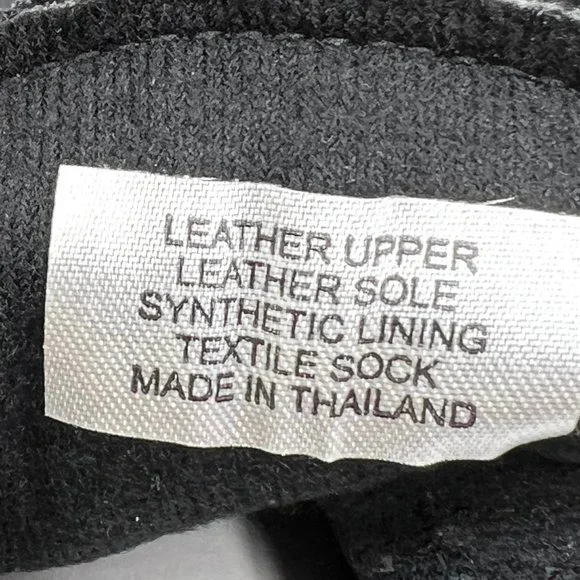 LEATHER UPPER
LEATHER SOLE
SYNTHETIC LINING
TEXTILE SOCK
MADE IN THAILAND